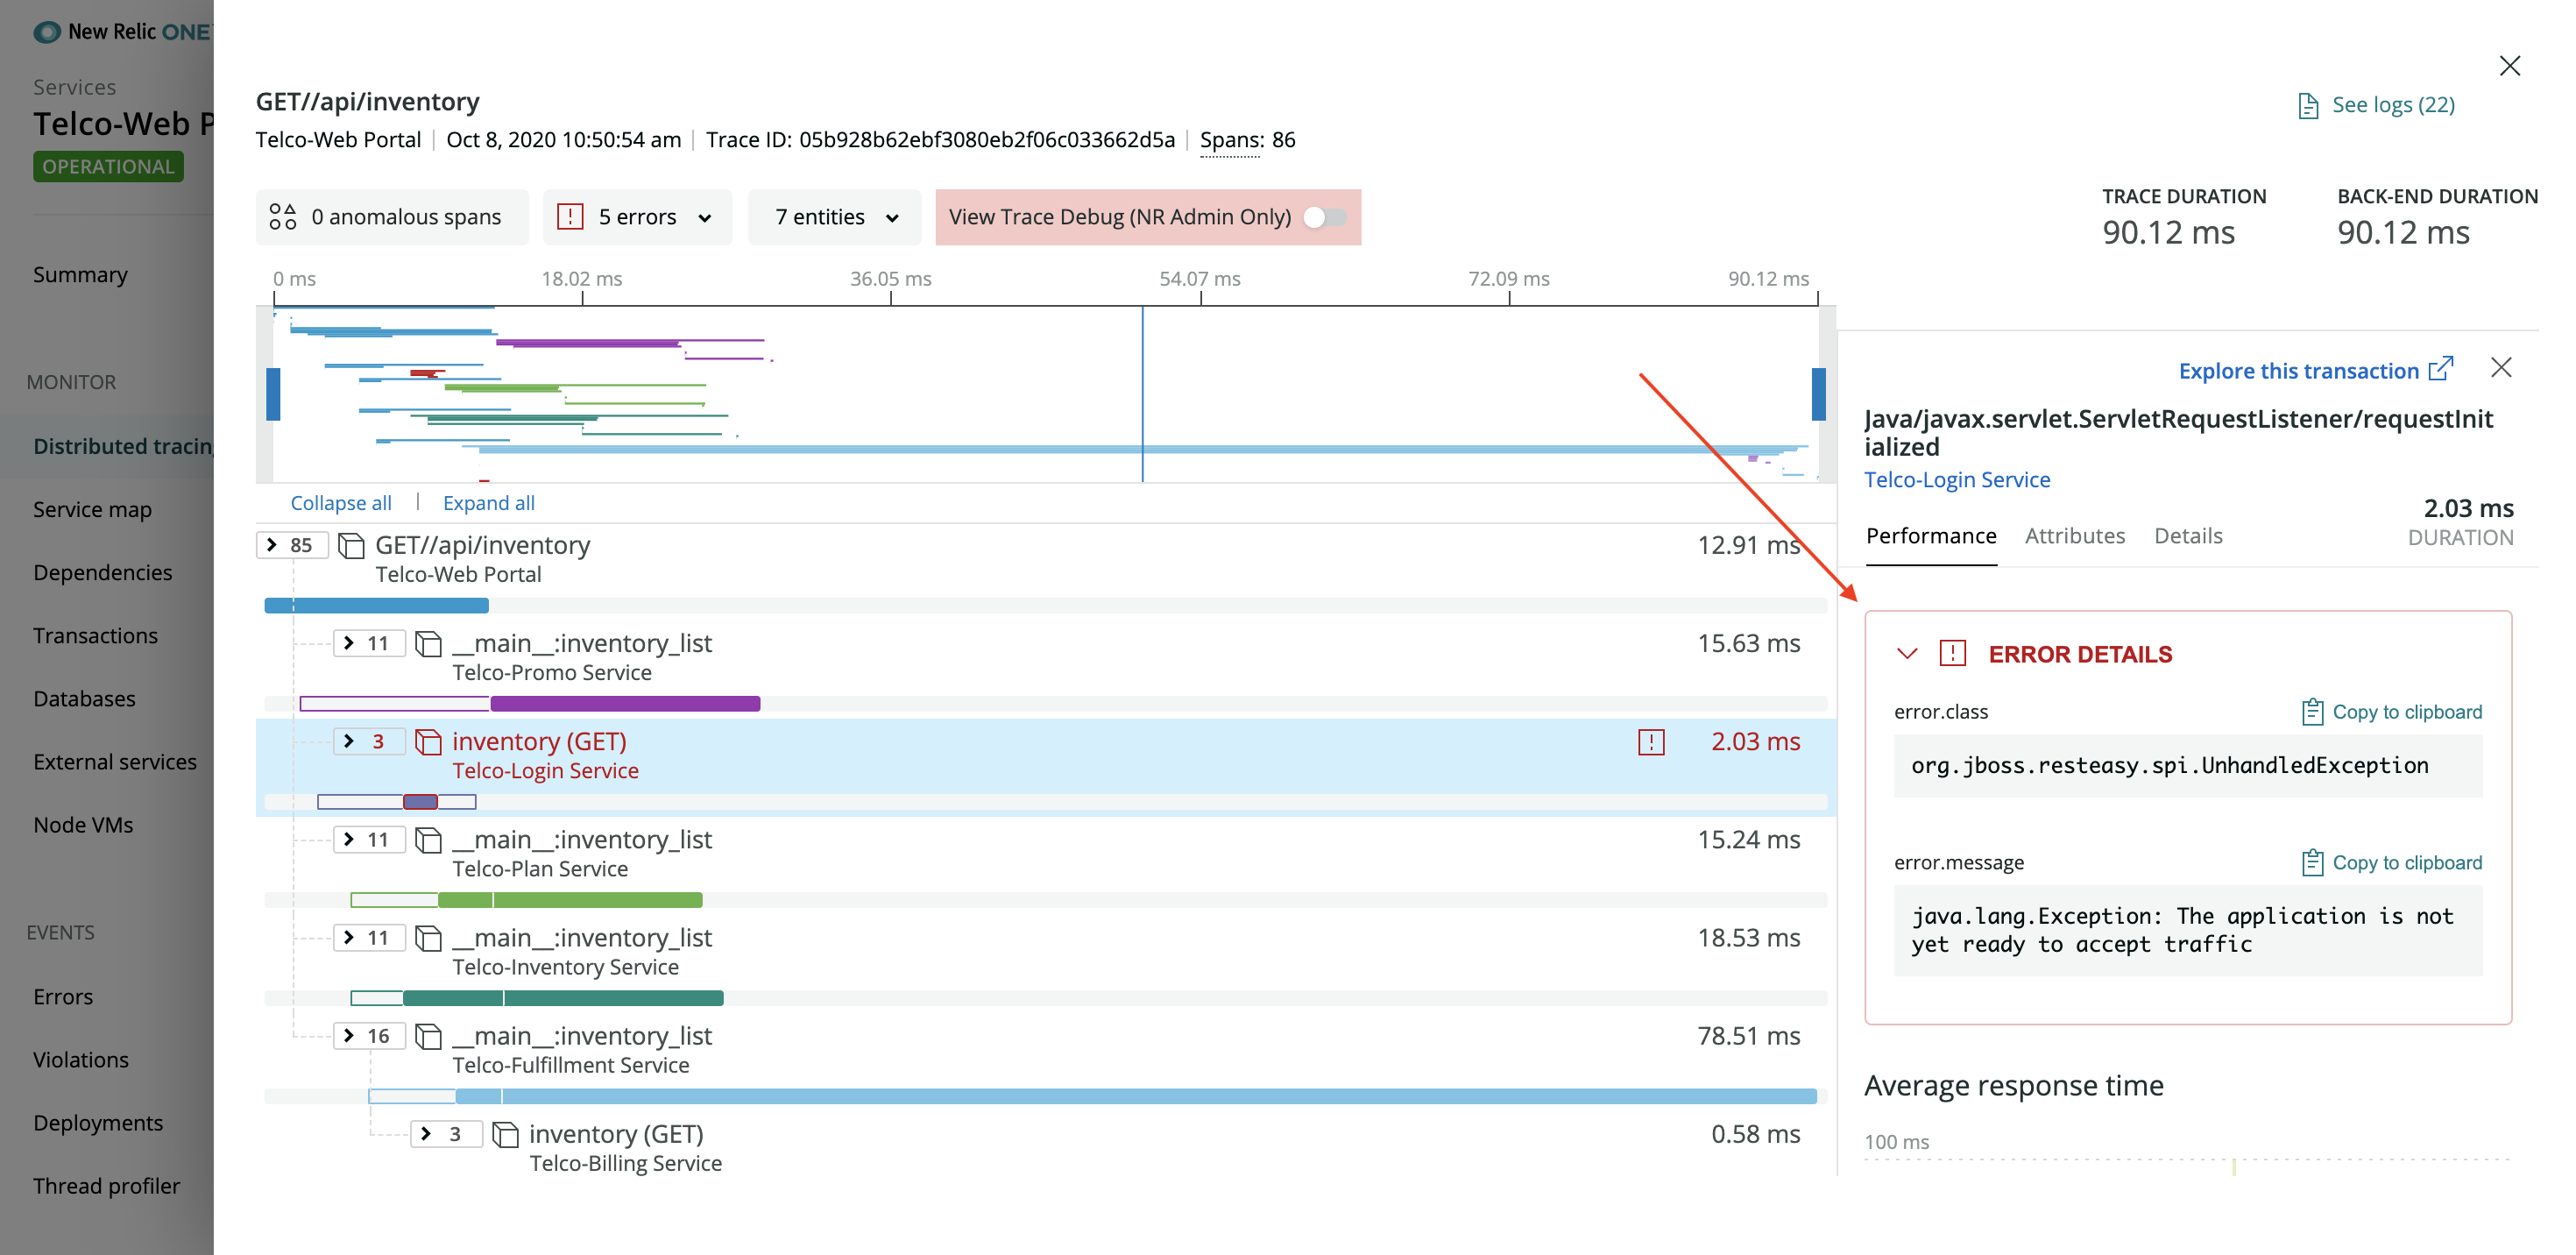 New Relic ONE
Services
Telco-Web P
OPERATIONAL
Summary
MONITOR
Distributed tracing
Service map
Dependencies
Transactions
Databases
External services
Node VMs
EVENTS
Errors
Violations
Deployments
Thread profiler
GET//api/inventory
See logs (22)
Telco-Web Portal | Oct 8, 2020 10:50:54 am | Trace ID: 05b928b62ebf3080eb2f06c033662d5a | Spans: 86
0 anomalous spans
5 errors
7 entities
View Trace Debug (NR Admin Only)
TRACE DURATION
90.12 ms
BACK-END DURATION
90.12 ms
0 ms 18.02 ms 36.05 ms 54.07 ms 72.09 ms 90.12 ms
Collapse all | Expand all
85 GET//api/inventory 12.91 ms
Telco-Web Portal
11 __main__:inventory_list 15.63 ms
Telco-Promo Service
3 inventory (GET) 2.03 ms
Telco-Login Service
11 __main__:inventory_list 15.24 ms
Telco-Plan Service
11 __main__:inventory_list 18.53 ms
Telco-Inventory Service
16 __main__:inventory_list 78.51 ms
Telco-Fulfillment Service
3 inventory (GET) 0.58 ms
Telco-Billing Service
Explore this transaction
Java/javax.servlet.ServletRequestListener/requestInit
ialized
Telco-Login Service
2.03 ms
DURATION
Performance Attributes Details
ERROR DETAILS
error.class Copy to clipboard
org.jboss.resteasy.spi.UnhandledException
error.message Copy to clipboard
java.lang.Exception: The application is not
yet ready to accept traffic
Average response time
100 ms